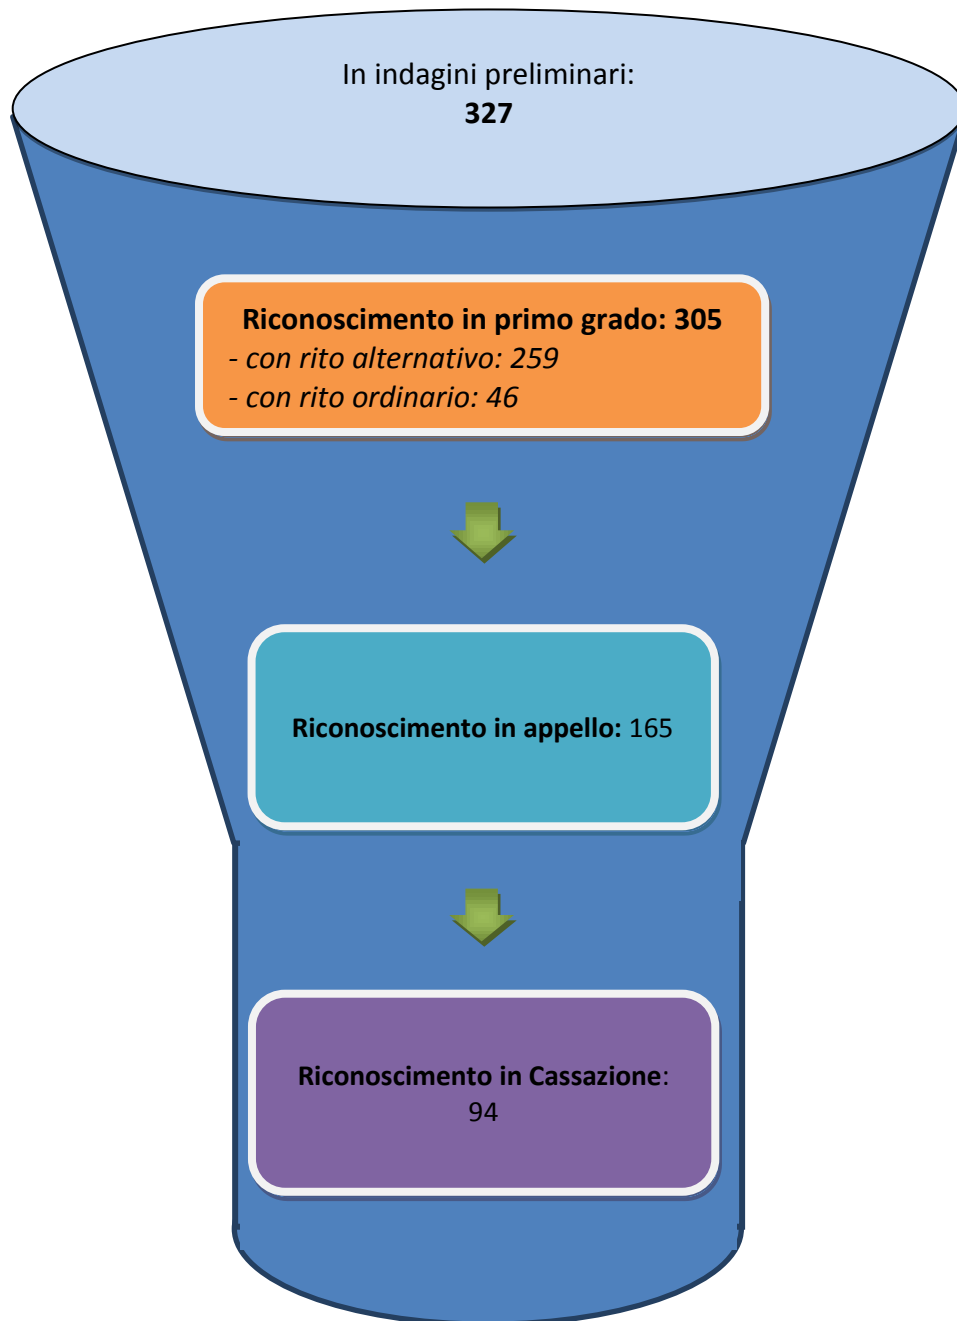 In indagini preliminari:
327
Riconoscimento in primo grado: 305
- con rito alternativo: 259
- con rito ordinario: 46
Riconoscimento in appello: 165
Riconoscimento in Cassazione:
94